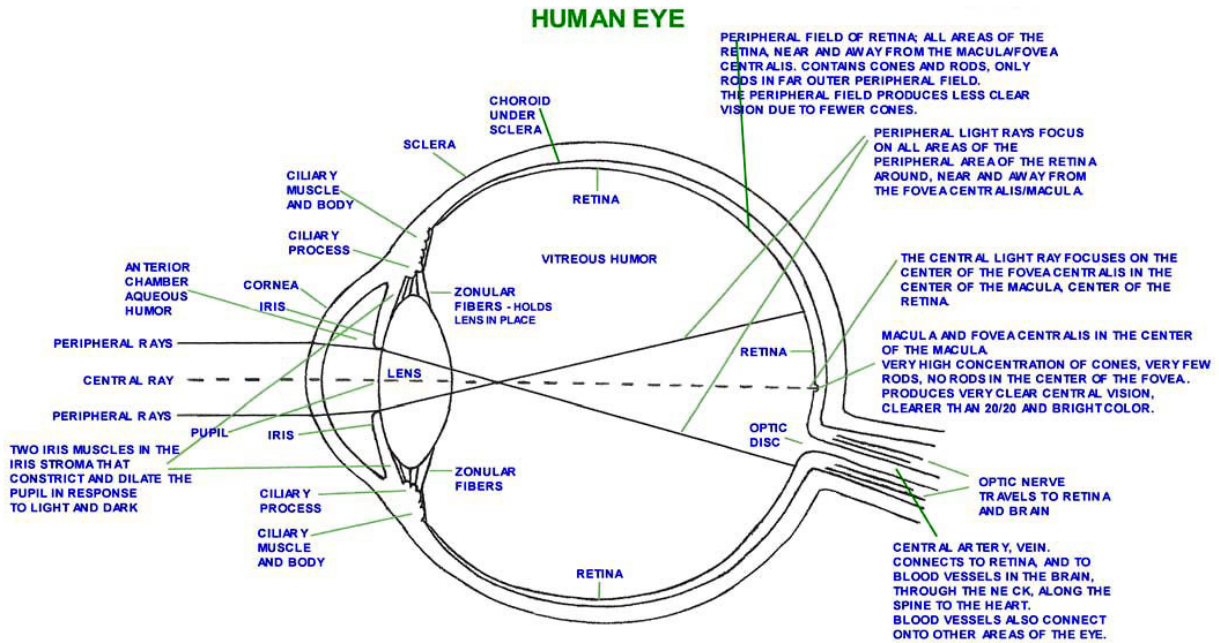 HUMAN EYE
PERIPHERAL FIELD OF RETINA; ALL AREAS OF THE
RETINA, NEAR AND AWAY FROM THE MACULA/FOVEA
CENTRALIS. CONTAINS CONES AND RODS, ONLY
RODS IN FAR OUTER PERIPHERAL FIELD.
THE PERIPHERAL FIELD PRODUCES LESS CLEAR
VISION DUE TO FEWER CONES.
CHOROID
UNDER
SCLERA
SCLERA
PERIPHERAL LIGHT RAYS FOCUS
ON ALL AREAS OF THE
PERIPHERAL AREA OF THE RETINA
AROUND, NEAR AND AWAY FROM
THE FOVEA CENTRALIS/MACULA.
CILIARY
MUSCLE
AND BODY
RETINA
CILIARY
PROCESS
VITREOUS HUMOR
ANTERIOR
CHAMBER
AQUEOUS
HUMOR
CORNEA
IRIS
ZONULAR
FIBERS - HOLDS
LENS IN PLACE
THE CENTRAL LIGHT RAY FOCUSES ON THE
CENTER OF THE FOVEA CENTRALIS IN THE
CENTER OF THE MACULA, CENTER OF THE
RETINA.
PERIPHERAL RAYS
RETINA
MACULA AND FOVEA CENTRALIS IN THE CENTER
OF THE MACULA.
VERY HIGH CONCENTRATION OF CONES, VERY FEW
RODS, NO RODS IN THE CENTER OF THE FOVEA.
PRODUCES VERY CLEAR CENTRAL VISION,
CLEARER THAN 20/20 AND BRIGHT COLOR.
CENTRAL RAY
LENS
PERIPHERAL RAYS
PUPIL
IRIS
OPTIC
DISC
TWO IRIS MUSCLES IN THE
IRIS STROMA THAT
CONSTRICT AND DILATE THE
PUPIL IN RESPONSE
TO LIGHT AND DARK
ZONULAR
FIBERS
CILIARY
PROCESS
OPTIC NERVE
TRAVELS TO RETINA
AND BRAIN
CILIARY
MUSCLE
AND BODY
RETINA
CENTRAL ARTERY, VEIN.
CONNECTS TO RETINA, AND TO
BLOOD VESSELS IN THE BRAIN,
THROUGH THE NE CK, ALONG THE
SPINE TO THE HEART.
BLOOD VESSELS ALSO CONNECT
ONTO OTHER AREAS OF THE EYE.